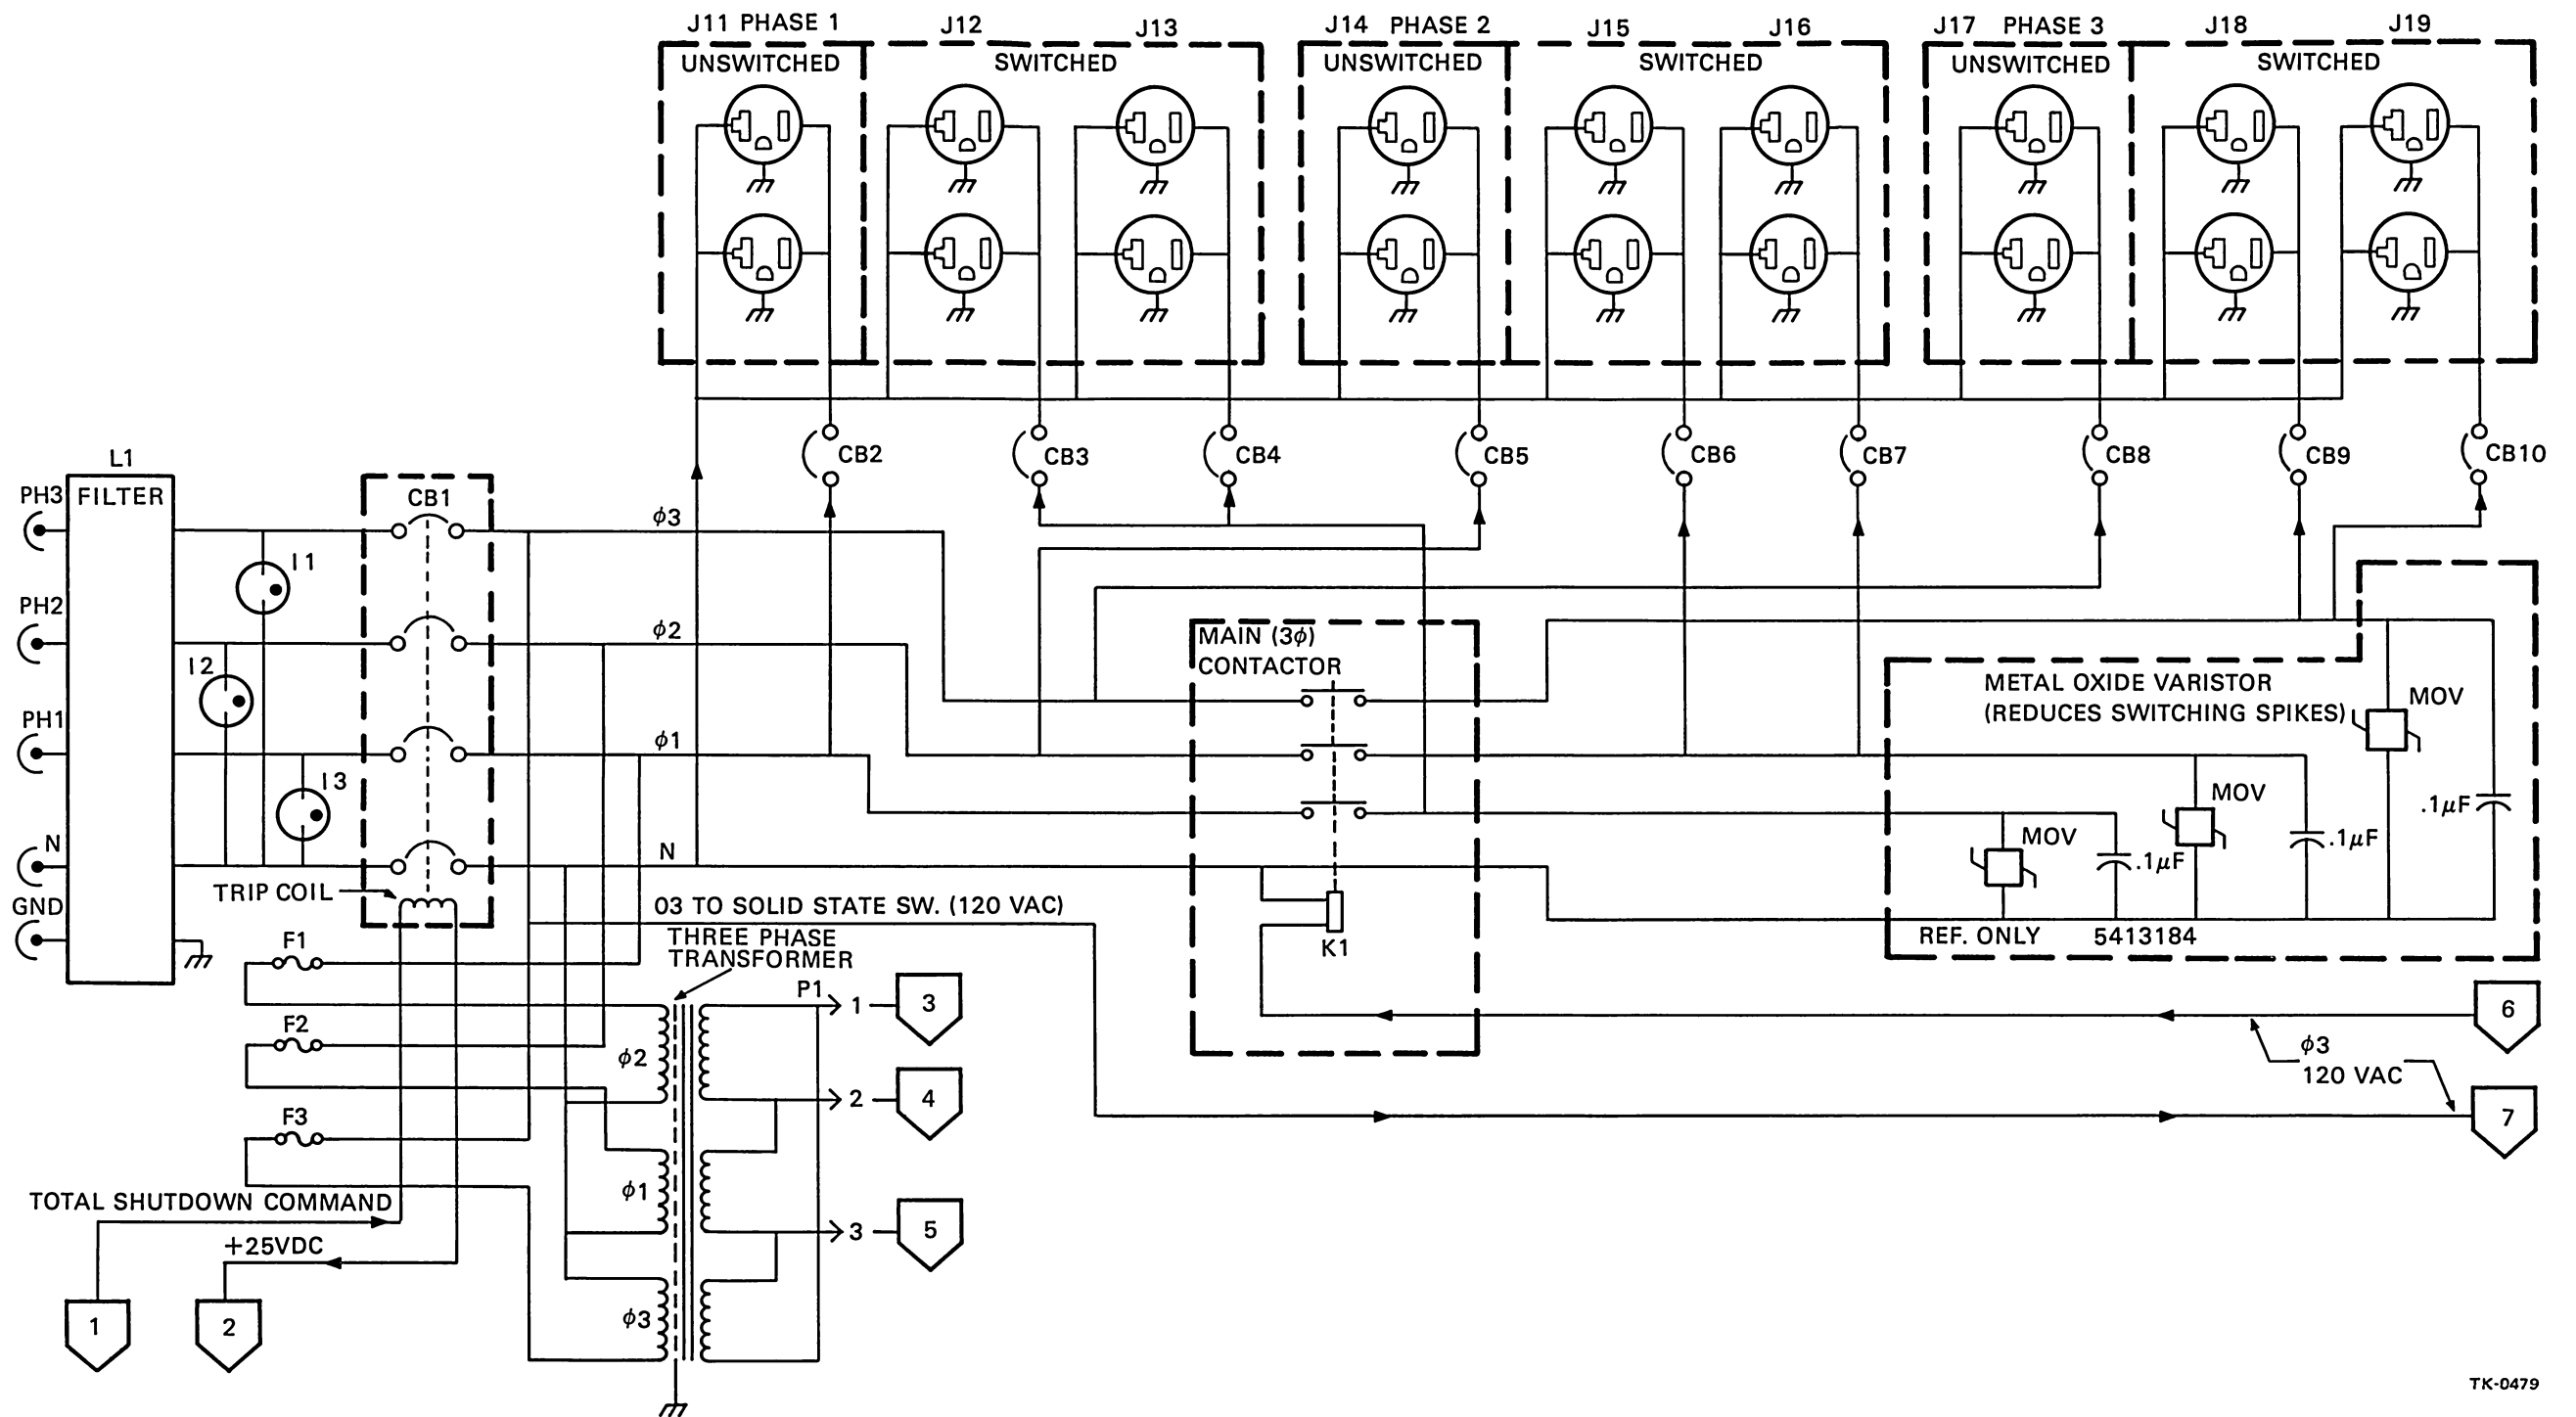 J11 PHASE 1 J12 J13 J14 PHASE 2 J15 J16 J17 PHASE 3 J18 J19
UNSWITCHED SWITCHED UNSWITCHED SWITCHED UNSWITCHED SWITCHED
CB2 CB3 CB4 CB5 CB6 CB7 CB8 CB9 CB10
L1
FILTER
CB1
PH3
PH2
PH1
N
GND
I1
I2
I3
TRIP COIL
ϕ3
ϕ2
ϕ1
N
MAIN (3ϕ)
CONTACTOR
K1
METAL OXIDE VARISTOR
(REDUCES SWITCHING SPIKES)
MOV
.1μF
MOV
.1μF
MOV
.1μF
REF. ONLY 5413184
03 TO SOLID STATE SW. (120 VAC)
THREE PHASE
TRANSFORMER
F1
F2
F3
P1
ϕ2
ϕ1
ϕ3
1 3
2 4
3 5
6
ϕ3
120 VAC
7
TOTAL SHUTDOWN COMMAND
+25VDC
1
2
TK-0479